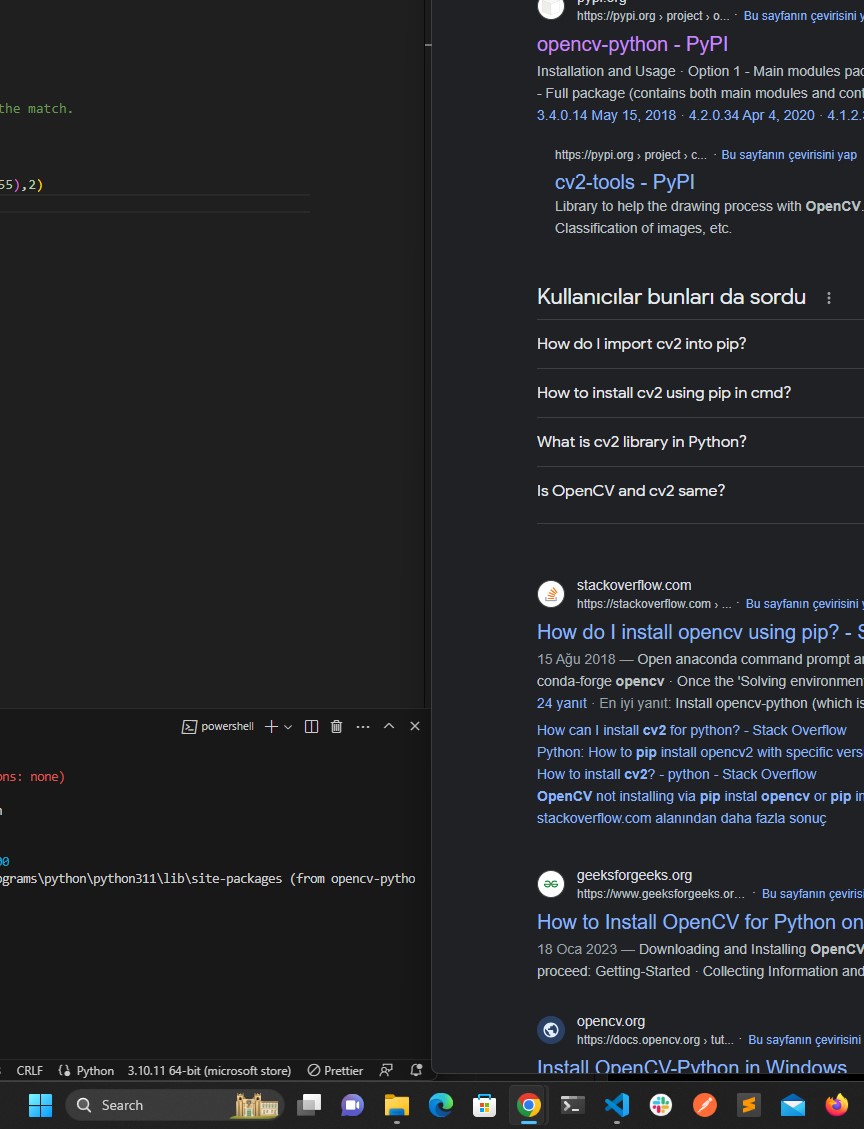 the match.
55),2)
powershell
ons: none)
n
00
ograms\python\python311\lib\site-packages (from opencv-pytho
CRLF
Python
3.10.11 64-bit (microsoft store)
Prettier
pypi.org
https://pypi.org › project › o... · Bu sayfanın çevirisini y
opencv-python - PyPI
Installation and Usage · Option 1 - Main modules pac
- Full package (contains both main modules and cont
3.4.0.14 May 15, 2018 · 4.2.0.34 Apr 4, 2020 · 4.1.2.3
https://pypi.org › project › c... · Bu sayfanın çevirisini yap
cv2-tools - PyPI
Library to help the drawing process with OpenCV.
Classification of images, etc.
Kullanıcılar bunları da sordu
How do I import cv2 into pip?
How to install cv2 using pip in cmd?
What is cv2 library in Python?
Is OpenCV and cv2 same?
stackoverflow.com
https://stackoverflow.com › ... · Bu sayfanın çevirisini y
How do I install opencv using pip? - S
15 Ağu 2018 — Open anaconda command prompt an
conda-forge opencv · Once the 'Solving environmen
24 yanıt · En iyi yanıt: Install opencv-python (which is
How can I install cv2 for python? - Stack Overflow
Python: How to pip install opencv2 with specific vers
How to install cv2? - python - Stack Overflow
OpenCV not installing via pip instal opencv or pip in
stackoverflow.com alanından daha fazla sonuç
geeksforgeeks.org
https://www.geeksforgeeks.or... · Bu sayfanın çevirisi
How to Install OpenCV for Python on
18 Oca 2023 — Downloading and Installing OpenCV
proceed: Getting-Started · Collecting Information and
opencv.org
https://docs.opencv.org › tut... · Bu sayfanın çevirisini
Install OpenCV-Python in Windows
Search